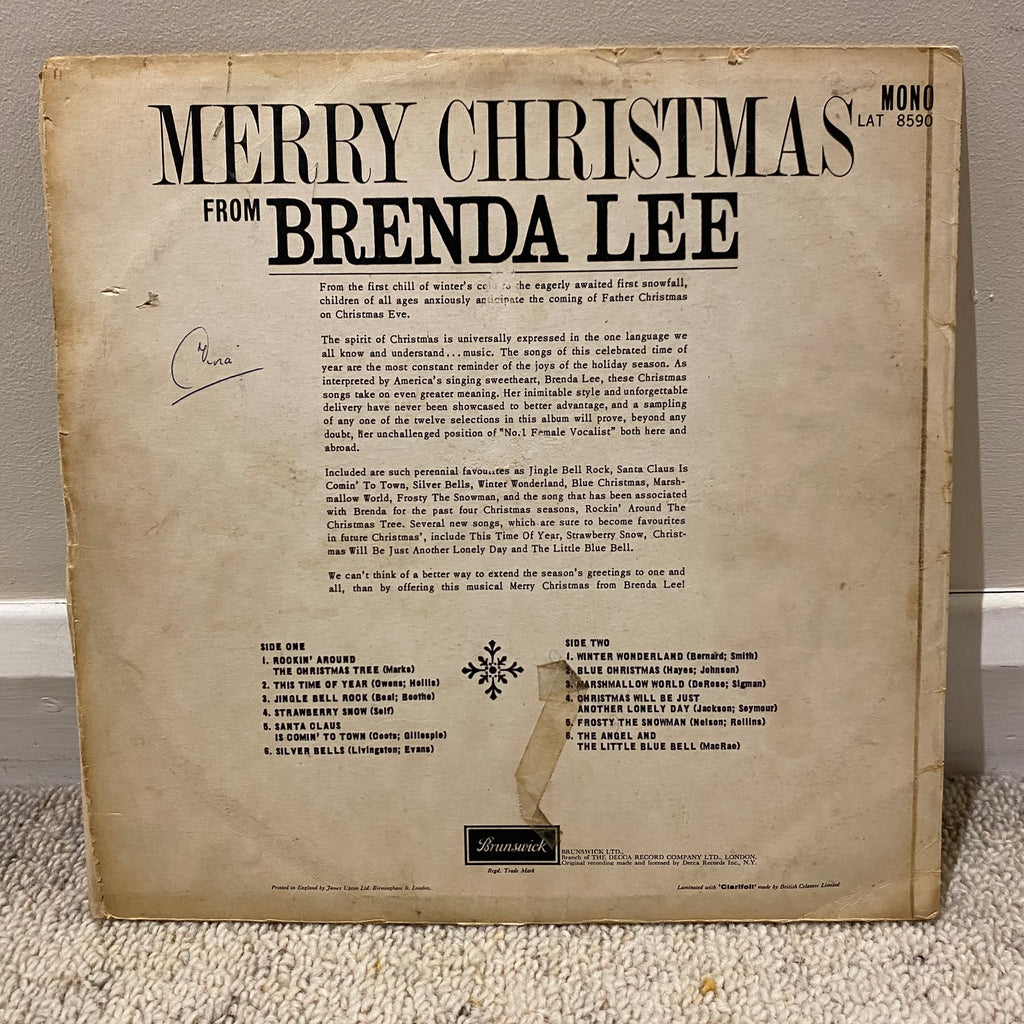 MERRY CHRISTMAS
MONO
LAT 8590
FROM BRENDA LEE
From the first chill of winter's cold to the eagerly awaited first snowfall,
children of all ages anxiously anticipate the coming of Father Christmas
on Christmas Eve.
The spirit of Christmas is universally expressed in the one language we
all know and understand...music. The songs of this celebrated time of
year are the most constant reminder of the joys of the holiday season. As
interpreted by America's singing sweetheart, Brenda Lee, these Christmas
songs take on even greater meaning. Her inimitable style and unforgettable
delivery have never been showcased to better advantage, and a sampling
of any one of the twelve selections in this album will prove, beyond any
doubt, her unchallenged position of "No.1 Female Vocalist" both here and
abroad.
Included are such perennial favourites as Jingle Bell Rock, Santa Claus Is
Comin' To Town, Silver Bells, Winter Wonderland, Blue Christmas, Marsh-
mallow World, Frosty The Snowman, and the song that has been associated
with Brenda for the past four Christmas seasons, Rockin' Around The
Christmas Tree. Several new songs, which are sure to become favourites
in future Christmas', include This Time Of Year, Strawberry Snow, Christ-
mas Will Be Just Another Lonely Day and The Little Blue Bell.
We can't think of a better way to extend the season's greetings to one and
all, than by offering this musical Merry Christmas from Brenda Lee!
SIDE ONE
1. ROCKIN' AROUND
THE CHRISTMAS TREE (Marks)
2. THIS TIME OF YEAR (Owens; Hollis)
3. JINGLE BELL ROCK (Beal; Boothe)
4. STRAWBERRY SNOW (Self)
5. SANTA CLAUS
IS COMIN' TO TOWN (Coots; Gillespie)
6. SILVER BELLS (Livingston; Evans)
SIDE TWO
1. WINTER WONDERLAND (Bernard; Smith)
2. BLUE CHRISTMAS (Hayes; Johnson)
3. MARSHMALLOW WORLD (DeRose; Sigman)
4. CHRISTMAS WILL BE JUST
ANOTHER LONELY DAY (Jackson; Seymour)
5. FROSTY THE SNOWMAN (Nelson; Rollins)
6. THE ANGEL AND
THE LITTLE BLUE BELL (MacRae)
Brunswick
Regd. Trade Mark
BRUNSWICK LTD.,
Branch of THE DECCA RECORD COMPANY LTD., LONDON.
Original recording made and licensed by Decca Records Inc., N.Y.
Printed in England by James Upton Ltd. Birmingham & London.
Laminated with 'Clarifoil' made by British Celanese Limited